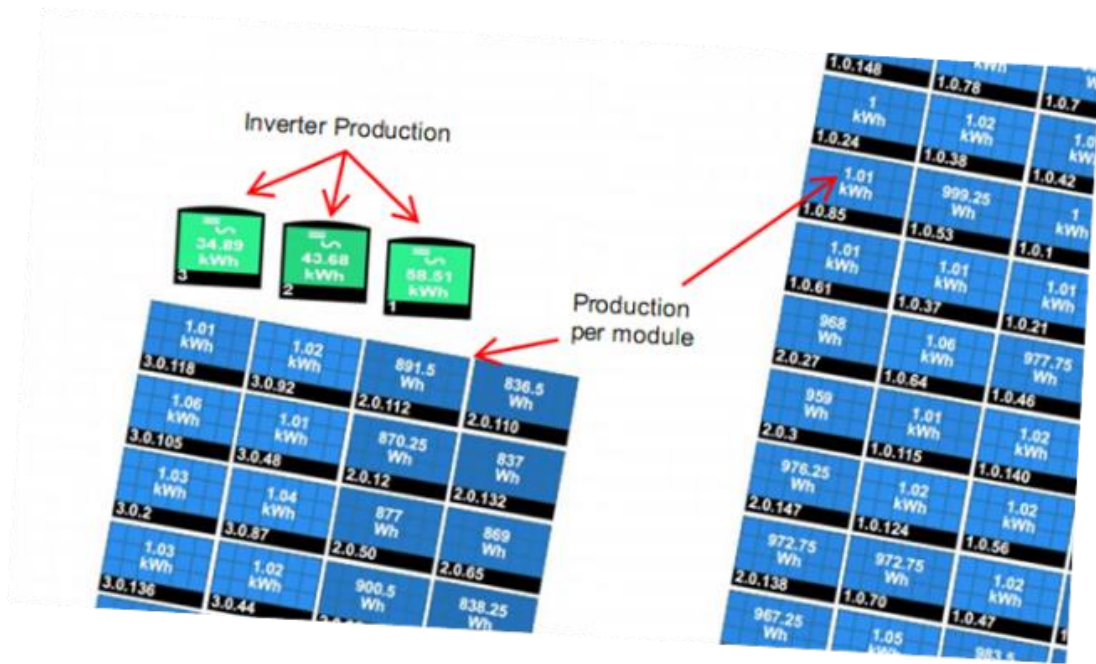 Inverter Production
34.89
kWh
3
43.68
kWh
2
58.51
kWh
1
Production
per module
1.01
kWh
3.0.118
1.02
kWh
3.0.92
891.5
Wh
2.0.112
836.5
Wh
2.0.110
1.06
kWh
3.0.105
1.01
kWh
3.0.48
870.25
Wh
2.0.12
837
Wh
2.0.132
1.03
kWh
3.0.2
1.04
kWh
3.0.87
877
Wh
2.0.50
869
Wh
2.0.65
1.03
kWh
3.0.136
1.02
kWh
3.0.44
900.5
Wh
838.25
Wh
1.0.148
kWh
1.0.78
1.0.7
1
kWh
1.0.24
1.02
kWh
1.0.38
1.0.42
1.01
kWh
1.0.85
999.25
Wh
1.0.53
1
kWh
1.0.1
1.01
kWh
1.0.61
1.01
kWh
1.0.37
1.01
kWh
1.0.21
968
Wh
2.0.27
1.06
kWh
1.0.64
977.75
Wh
1.0.46
959
Wh
2.0.3
1.01
kWh
1.0.115
1.02
kWh
1.0.140
976.25
Wh
2.0.147
1.02
kWh
1.0.124
1.02
kWh
1.0.56
972.75
Wh
2.0.138
972.75
Wh
1.0.70
1.02
kWh
1.0.47
967.25
Wh
1.05
kWh
983.5